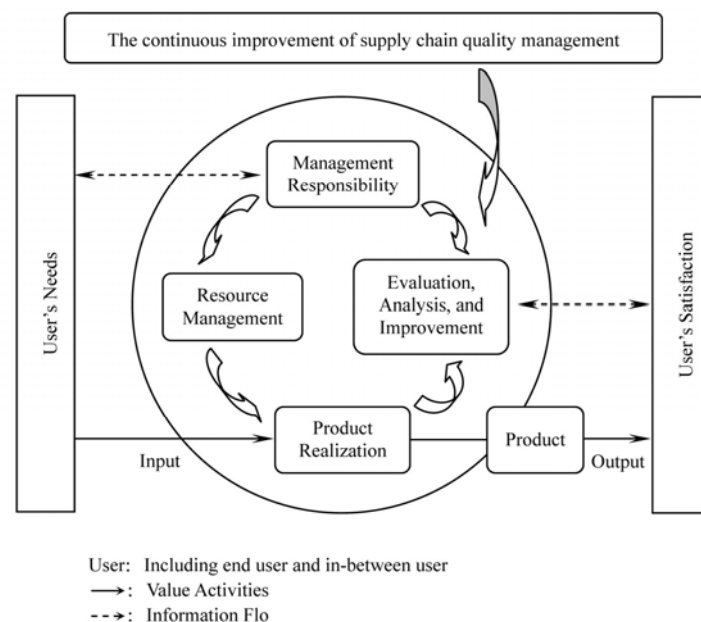 The continuous improvement of supply chain quality management
Management
Responsibility
User's Needs
Resource
Management
Evaluation,
Analysis, and
Improvement
User's Satisfaction
Product
Realization
Product
Input
Output
User: Including end user and in-between user
: Value Activities
: Information Flo